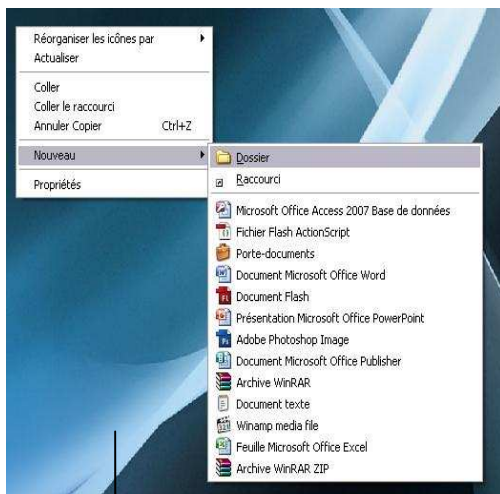 Réorganiser les icônes par
Actualiser
Coller
Coller le raccourci
Annuler Copier Ctrl+Z
Nouveau
Propriétés
Dossier
Raccourci
Microsoft Office Access 2007 Base de données
Fichier Flash ActionScript
Porte-documents
Document Microsoft Office Word
Document Flash
Présentation Microsoft Office PowerPoint
Adobe Photoshop Image
Document Microsoft Office Publisher
Archive WinRAR
Document texte
Winamp media file
Feuille Microsoft Office Excel
Archive WinRAR ZIP